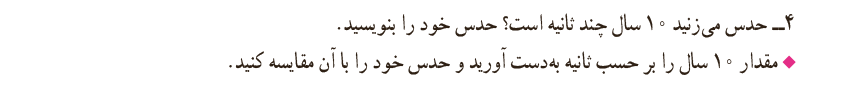 ۴ــ حدس می‌زنید ۱۰ سال چند ثانیه است؟ حدس خود را بنویسید.
◆ مقدار ۱۰ سال را بر حسب ثانیه به‌دست آورید و حدس خود را با آن مقایسه کنید.